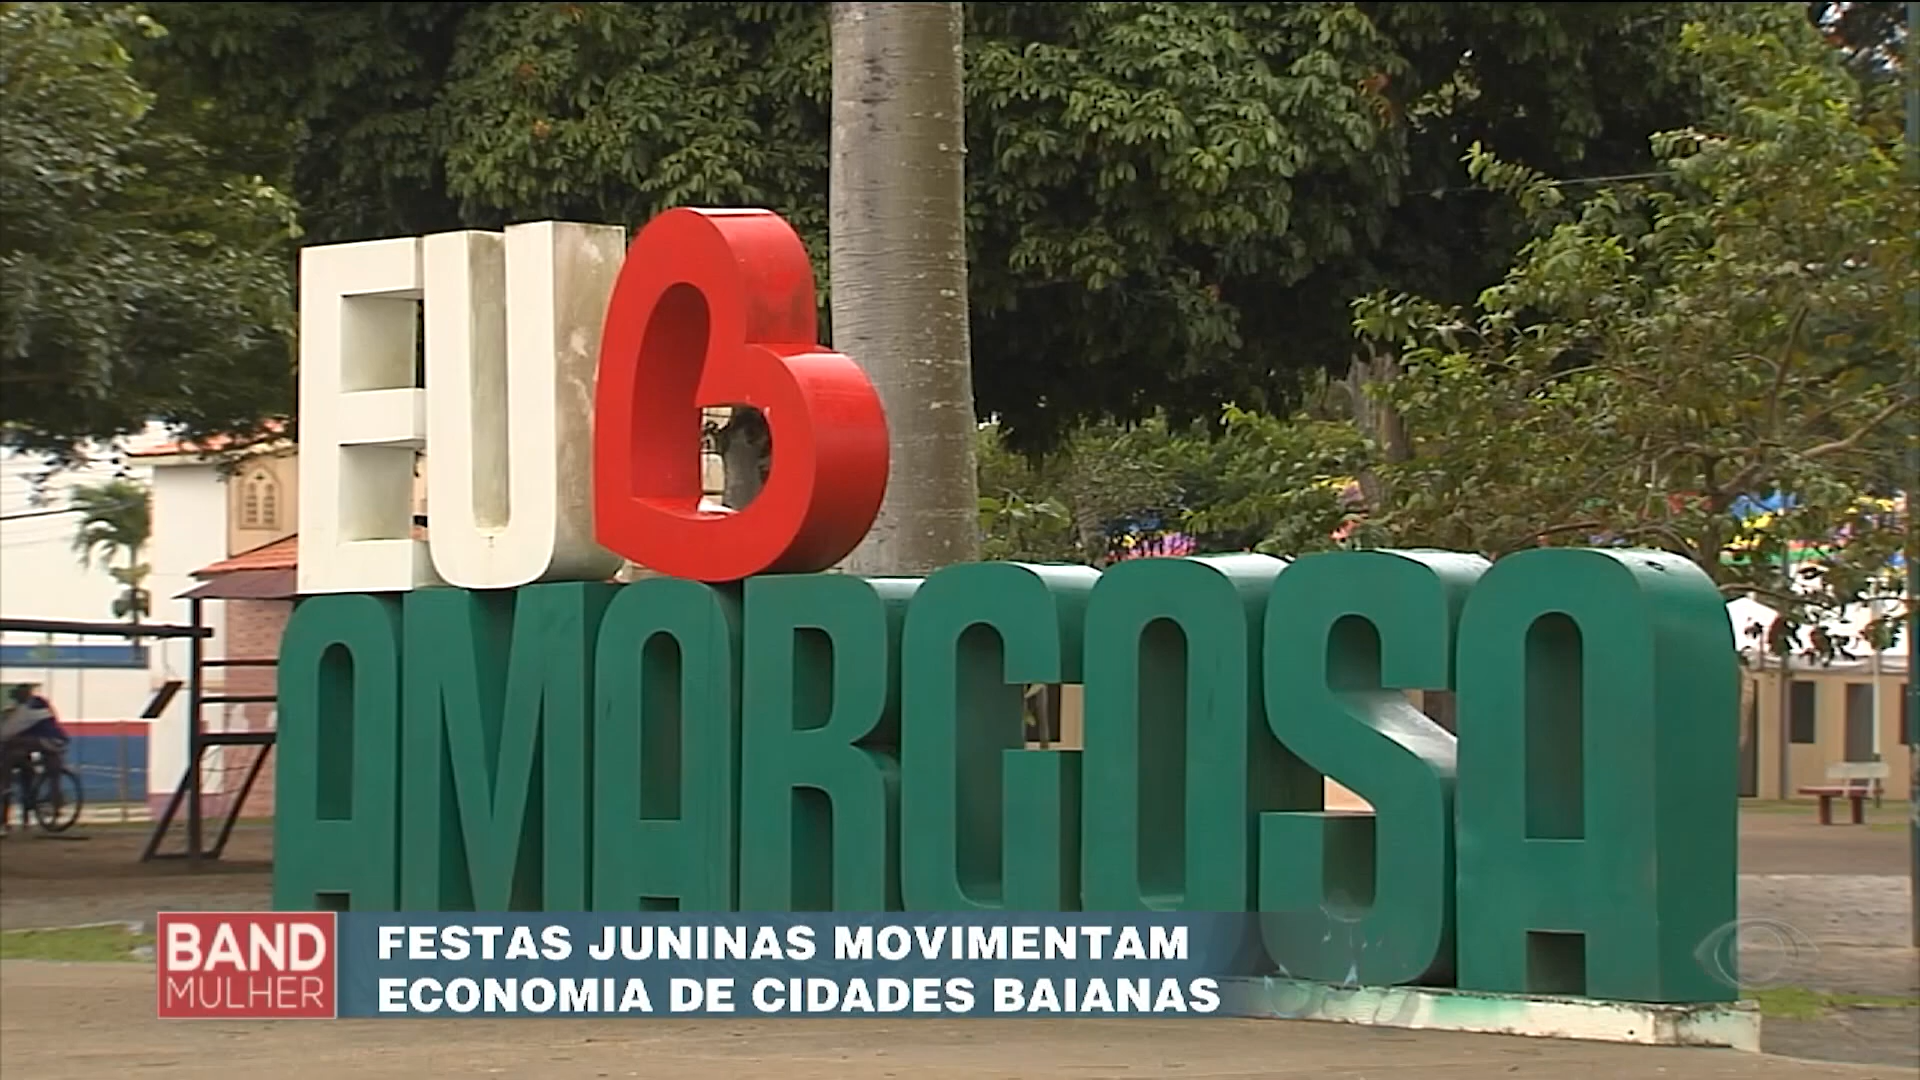 EU
AMARGOSA
BAND
MULHER
FESTAS JUNINAS MOVIMENTAM
ECONOMIA DE CIDADES BAIANAS